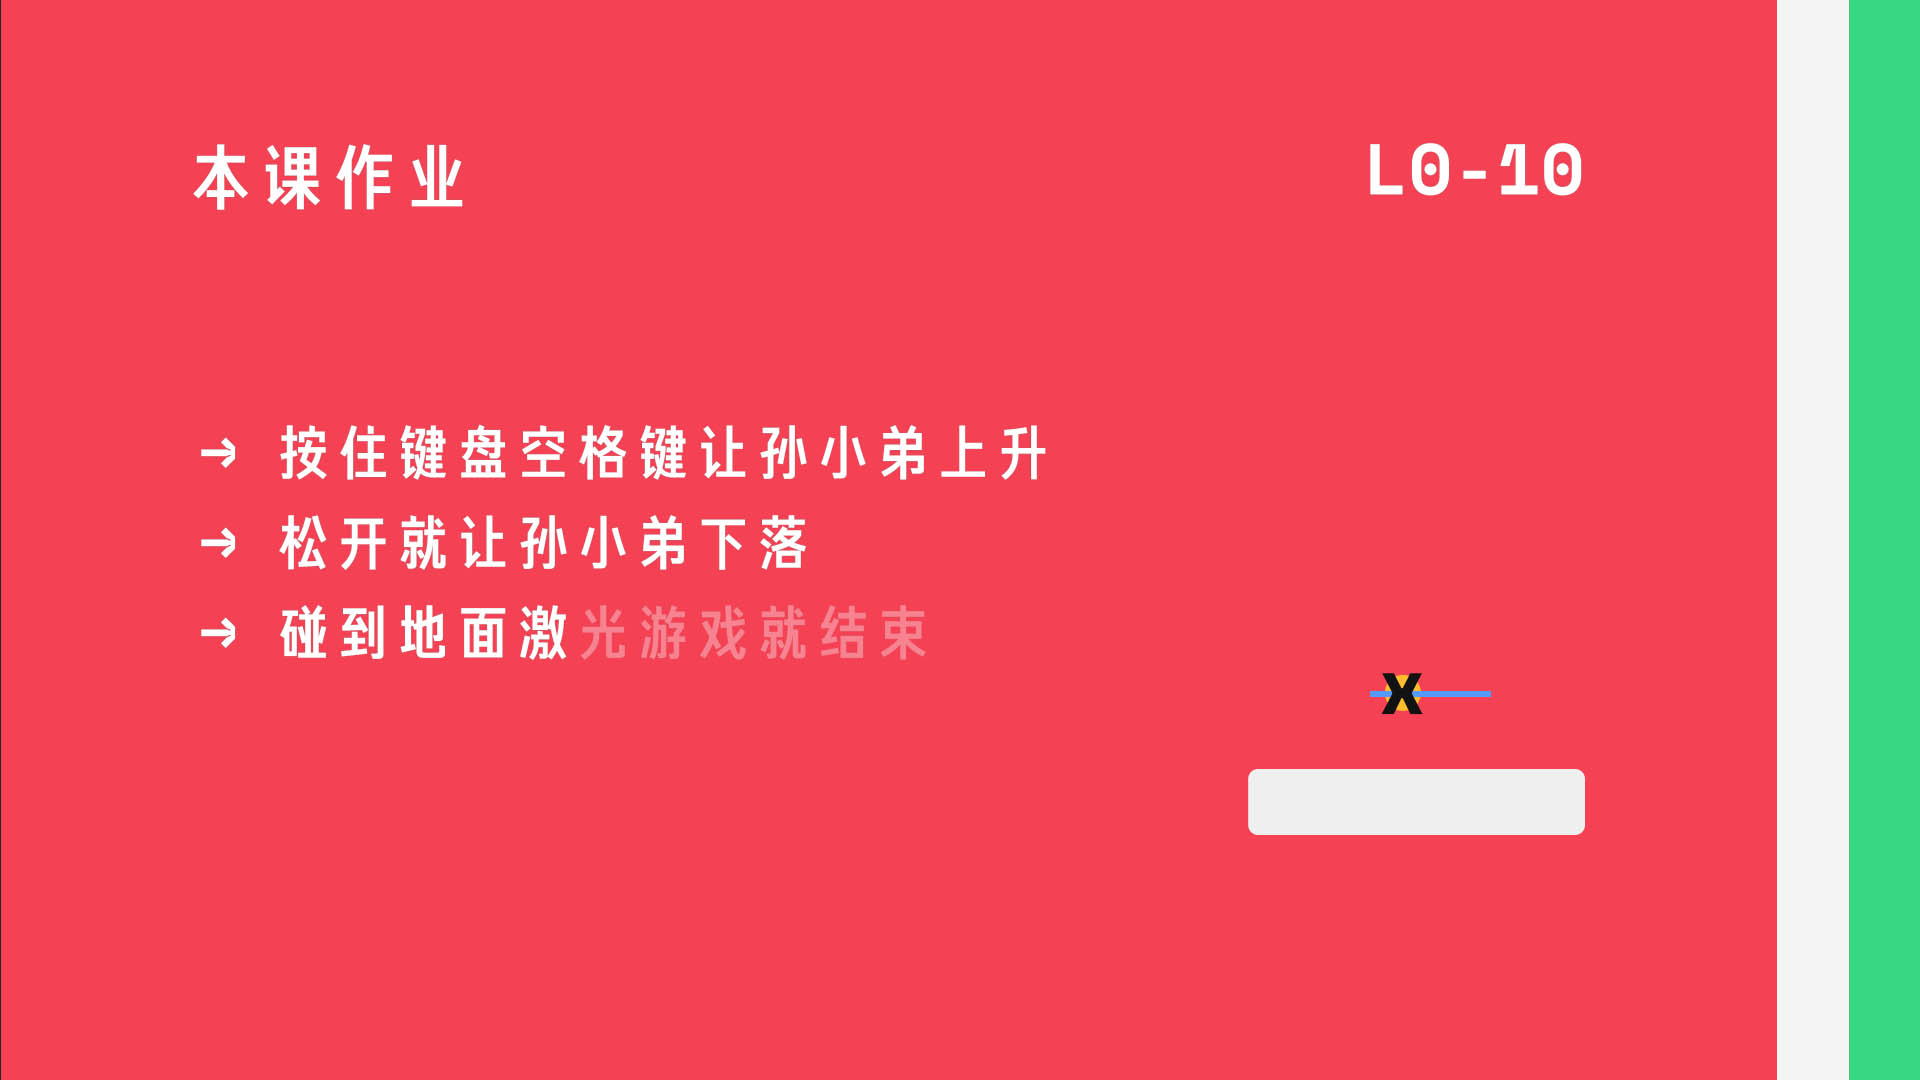 本课作业
L0-10
→ 按住键盘空格键让孙小弟上升
→ 松开就让孙小弟下落
→ 碰到地面激光游戏就结束
X